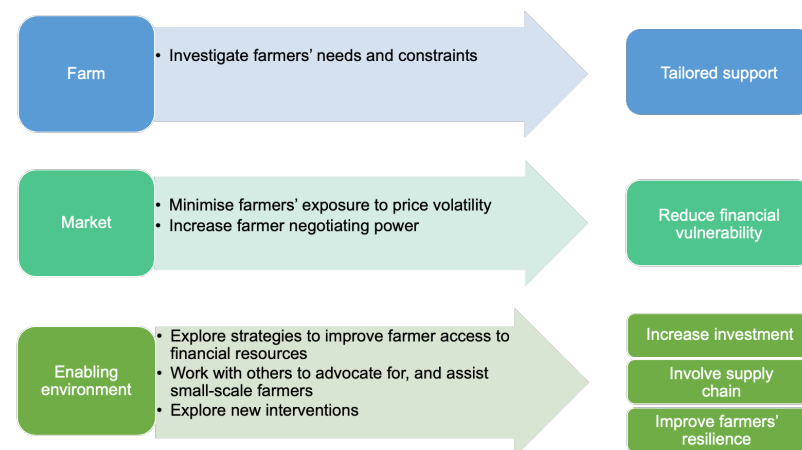 Farm
• Investigate farmers’ needs and constraints
Tailored support
Market
• Minimise farmers’ exposure to price volatility
• Increase farmer negotiating power
Reduce financial
vulnerability
Enabling
environment
• Explore strategies to improve farmer access to
financial resources
• Work with others to advocate for, and assist
small-scale farmers
• Explore new interventions
Increase investment
Involve supply
chain
Improve farmers’
resilience